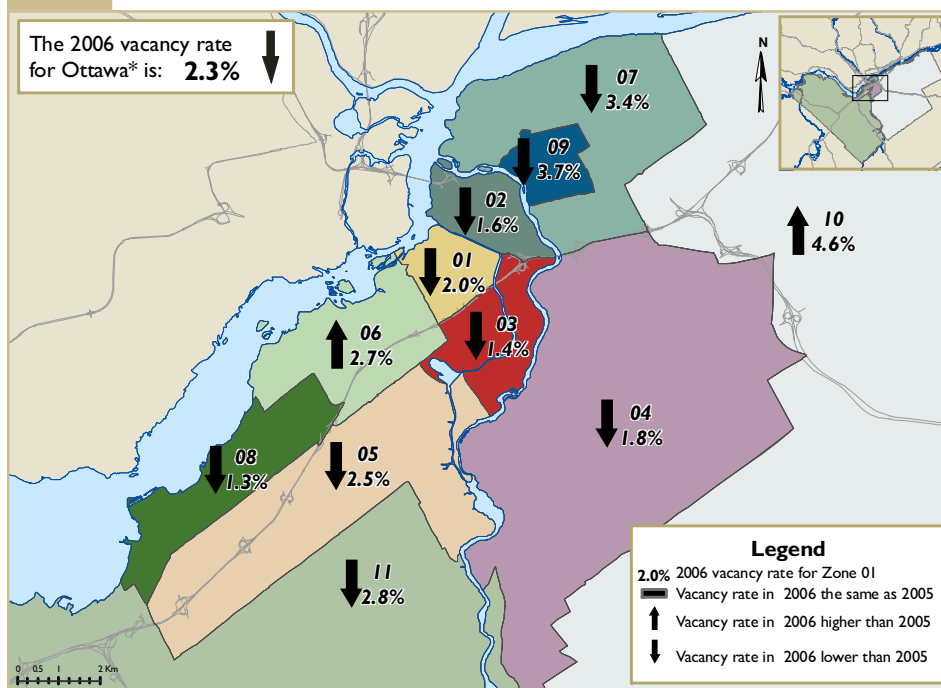 The 2006 vacancy rate
for Ottawa* is: 2.3%
N
07
3.4%
09
3.7%
02
1.6%
10
4.6%
01
2.0%
03
1.4%
06
2.7%
04
1.8%
08
1.3%
05
2.5%
11
2.8%
Legend
2.0% 2006 vacancy rate for Zone 01
Vacancy rate in 2006 the same as 2005
Vacancy rate in 2006 higher than 2005
Vacancy rate in 2006 lower than 2005
0 0.5 1 2 Km